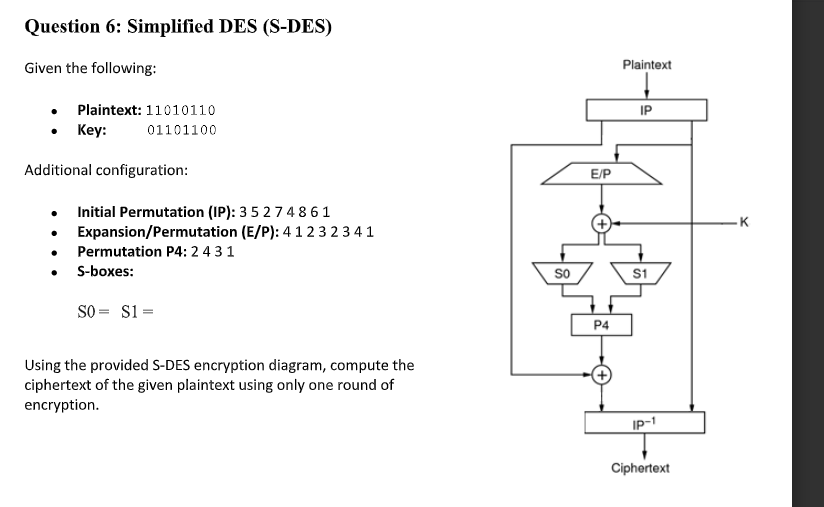 Question 6: Simplified DES (S-DES)
Given the following:
• Plaintext: 11010110
• Key: 01101100
Additional configuration:
• Initial Permutation (IP): 3 5 2 7 4 8 6 1
• Expansion/Permutation (E/P): 4 1 2 3 2 3 4 1
• Permutation P4: 2 4 3 1
• S-boxes:
S0 = S1 =
Using the provided S-DES encryption diagram, compute the
ciphertext of the given plaintext using only one round of
encryption.
Plaintext
IP
E/P
+
K
S0
S1
P4
+
IP-1
Ciphertext